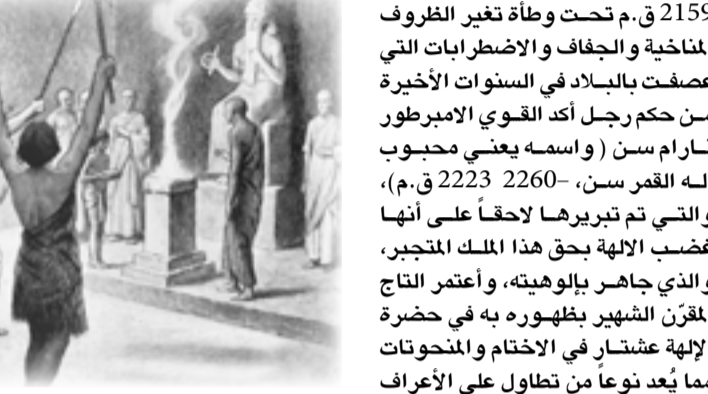 2159 ق.م تحت وطأة تغير الظروف
المناخية والجفاف والاضطرابات التي
عصفت بالبلاد في السنوات الأخيرة
من حكم رجل أكد القوي الامبرطور
نارام سن (واسمه يعني محبوب
اله القمر سن، –2260 2223 ق.م)،
والتي تم تبريرها لاحقاً على أنها
غضب الالهة بحق هذا الملك المتجبر،
والذي جاهر بإلوهيته، وأعتمر التاج
المقرّن الشهير بظهوره به في حضرة
الإلهة عشتار في الاختام والمنحوتات
مما يُعد نوعاً من تطاول على الأعراف